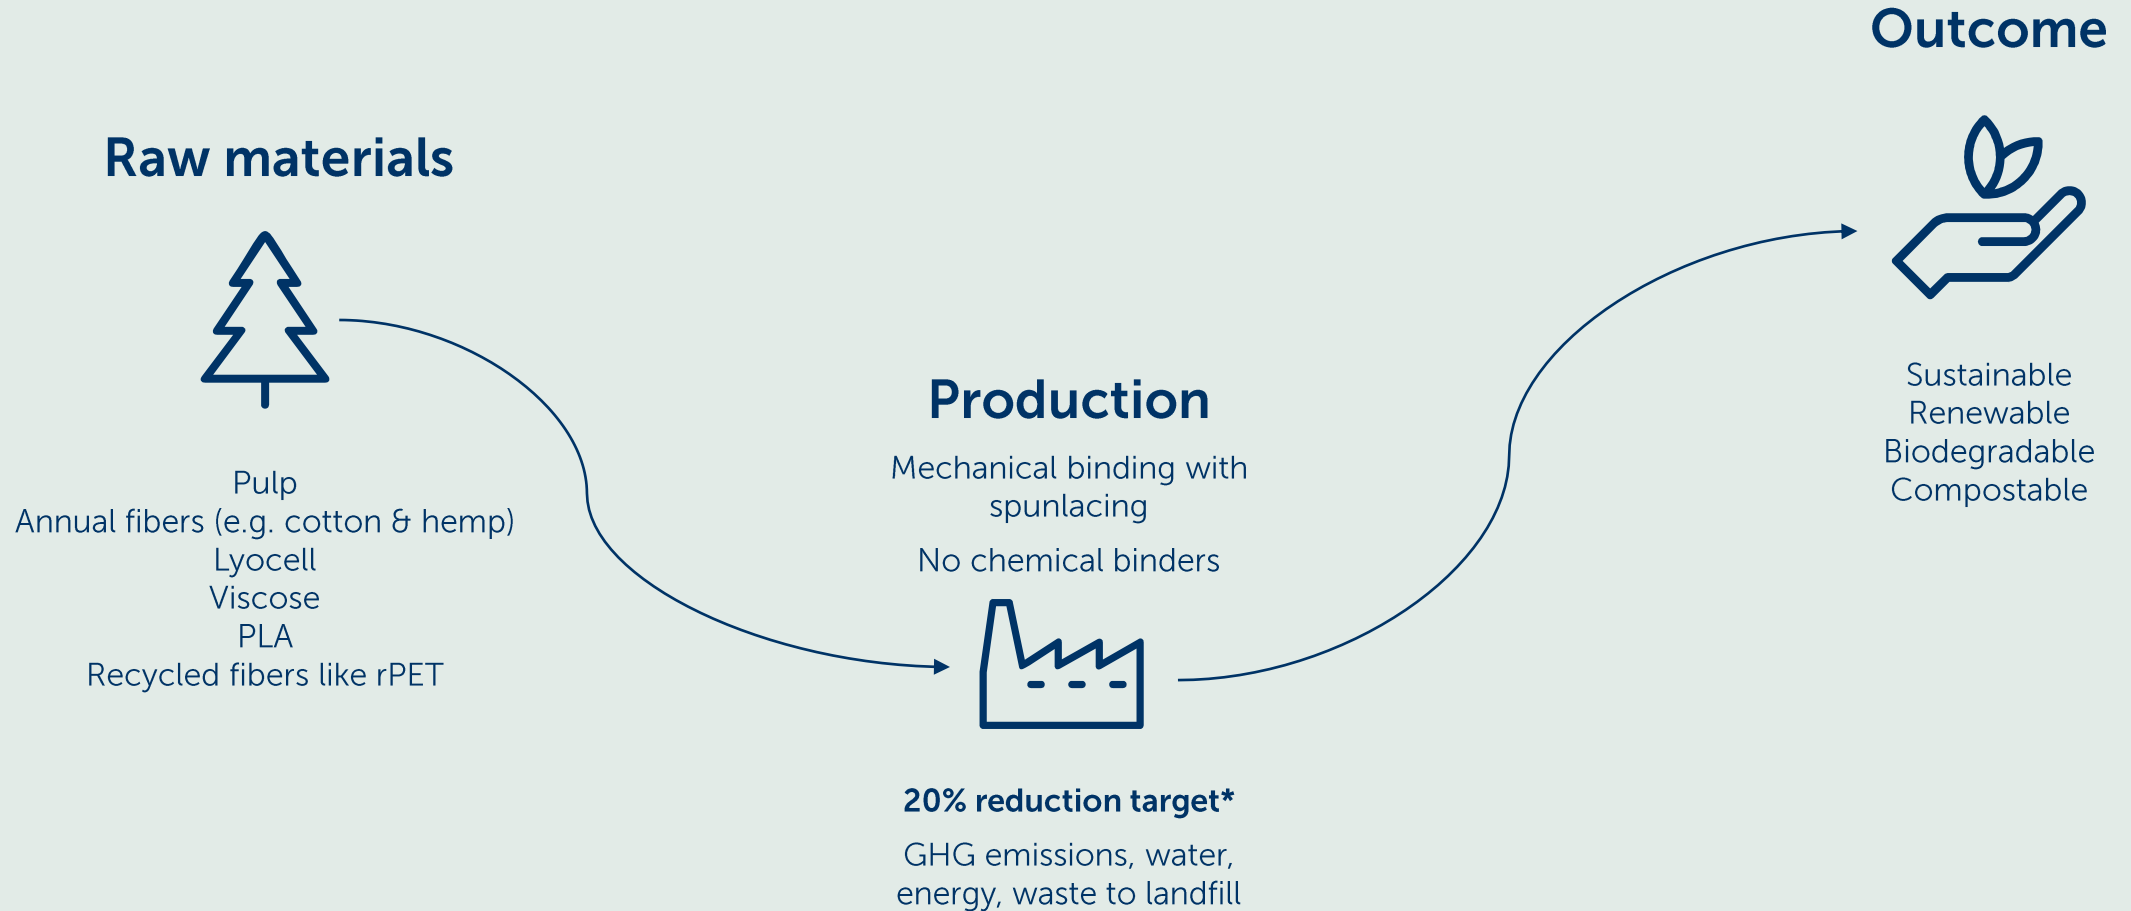 Raw materials
Pulp
Annual fibers (e.g. cotton & hemp)
Lyocell
Viscose
PLA
Recycled fibers like rPET
Production
Mechanical binding with
spunlacing
No chemical binders
20% reduction target*
GHG emissions, water,
energy, waste to landfill
Outcome
Sustainable
Renewable
Biodegradable
Compostable